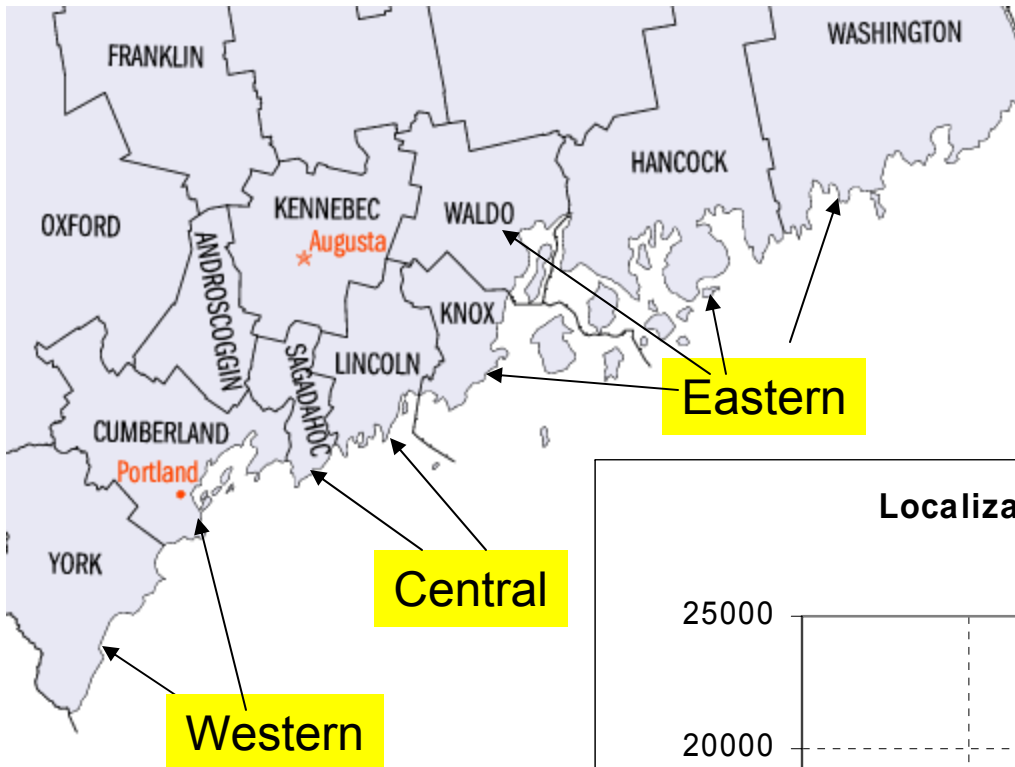 WASHINGTON
FRANKLIN
HANCOCK
OXFORD
KENNEBEC
WALDO
Augusta
ANDROSCOGGIN
KNOX
SAGADAHOC
LINCOLN
Eastern
CUMBERLAND
Portland
Localiza
YORK
Central
25000
Western
20000